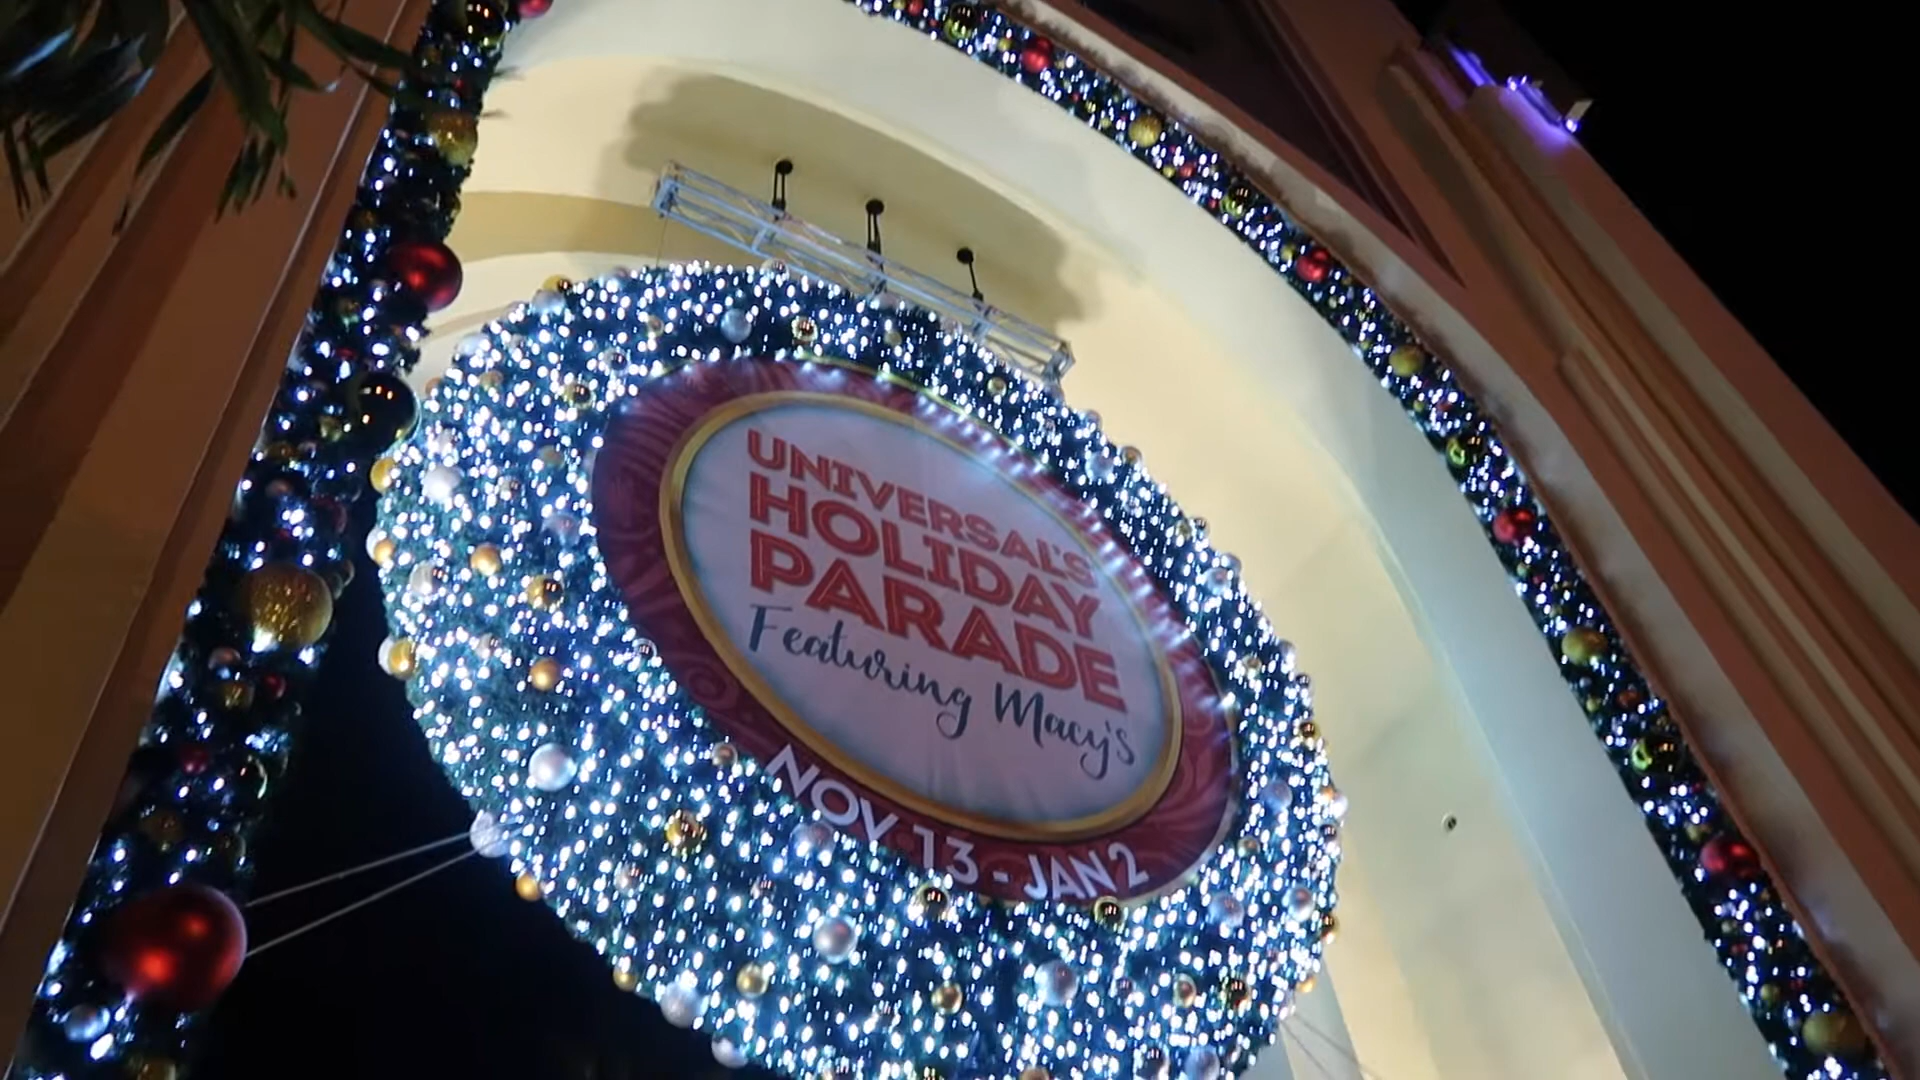 UNIVERSAL'S
HOLIDAY
PARADE
Featuring Macy's
NOV 13 - JAN 2